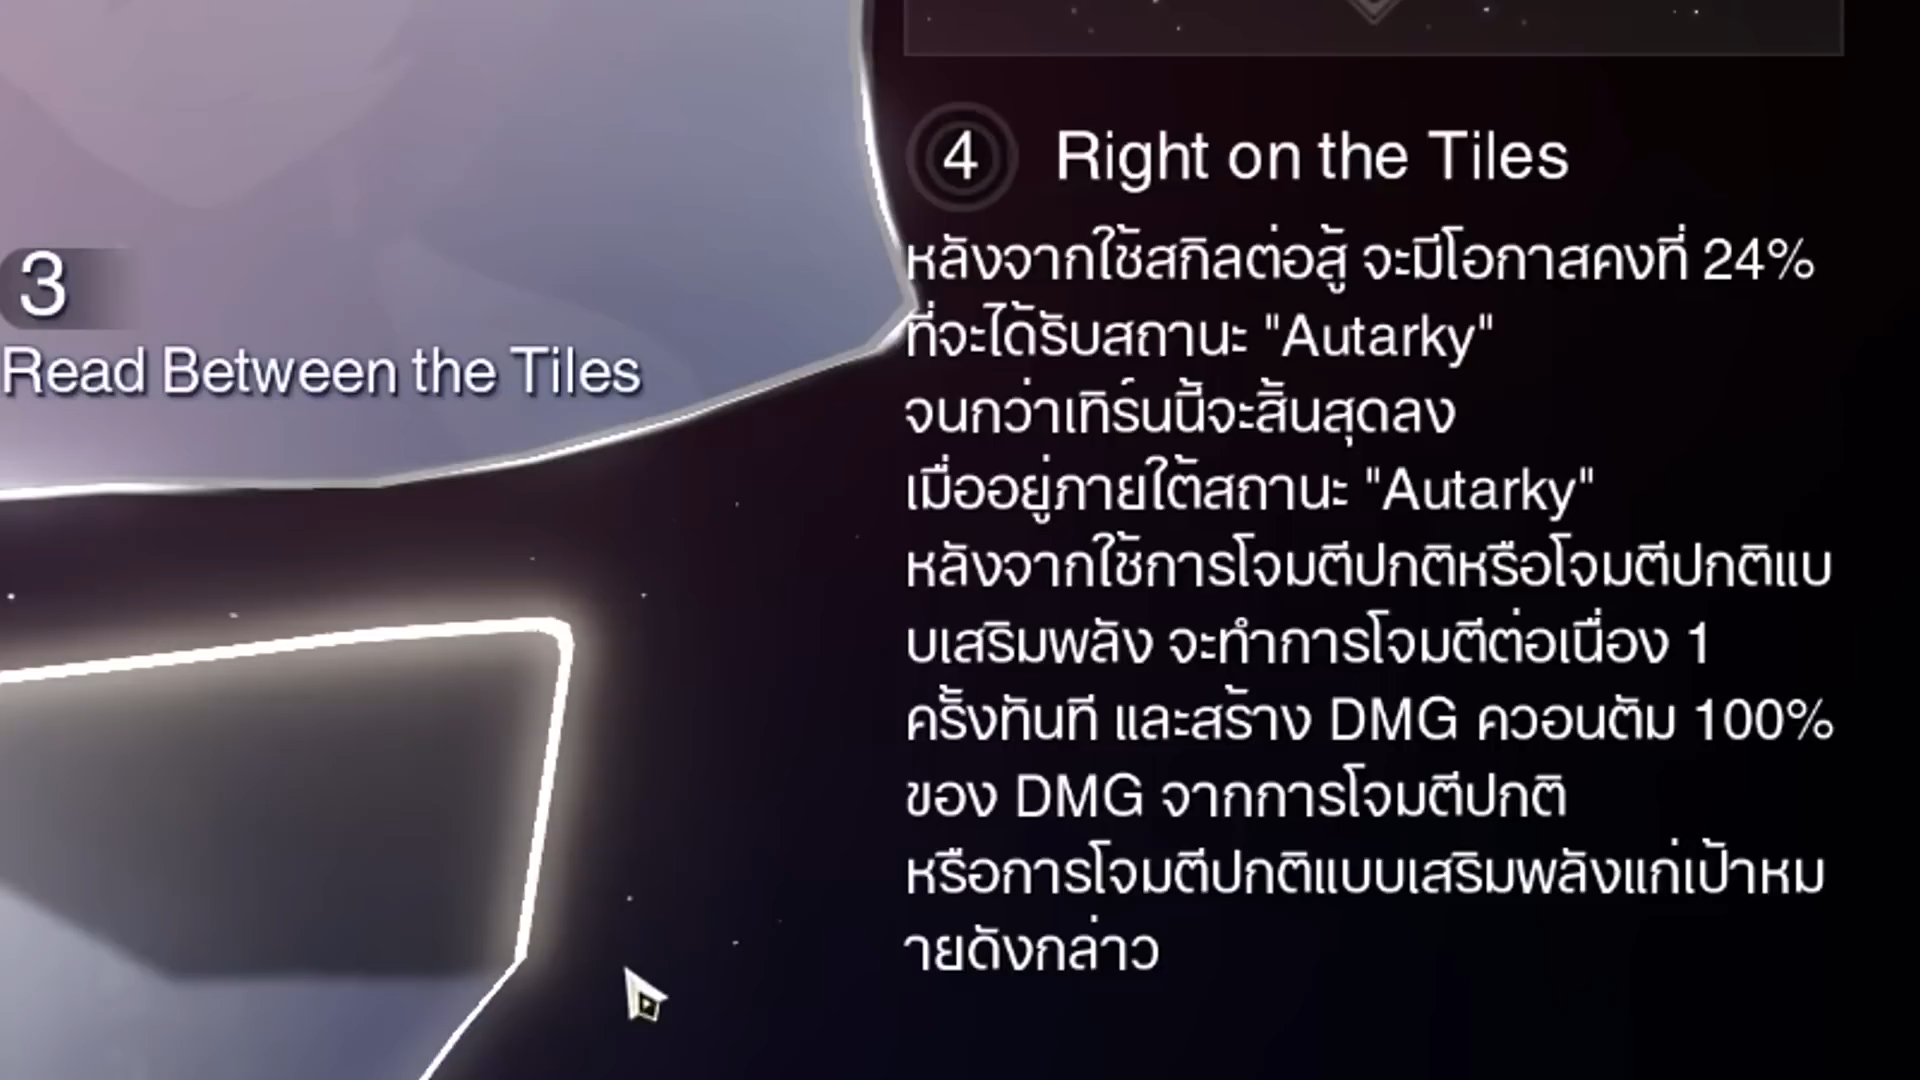 3
Read Between the Tiles
4 Right on the Tiles
หลังจากใช้สกิลต่อสู้ จะมีโอกาสคงที่ 24%
ที่จะได้รับสถานะ "Autarky"
จนกว่าเทิร์นนี้จะสิ้นสุดลง
เมื่ออยู่ภายใต้สถานะ "Autarky"
หลังจากใช้การโจมตีปกติหรือโจมตีปกติแบ
บเสริมพลัง จะทำการโจมตีต่อเนื่อง 1
ครั้งทันที และสร้าง DMG ควอนตัม 100%
ของ DMG จากการโจมตีปกติ
หรือการโจมตีปกติแบบเสริมพลังแก่เป้าหม
ายดังกล่าว